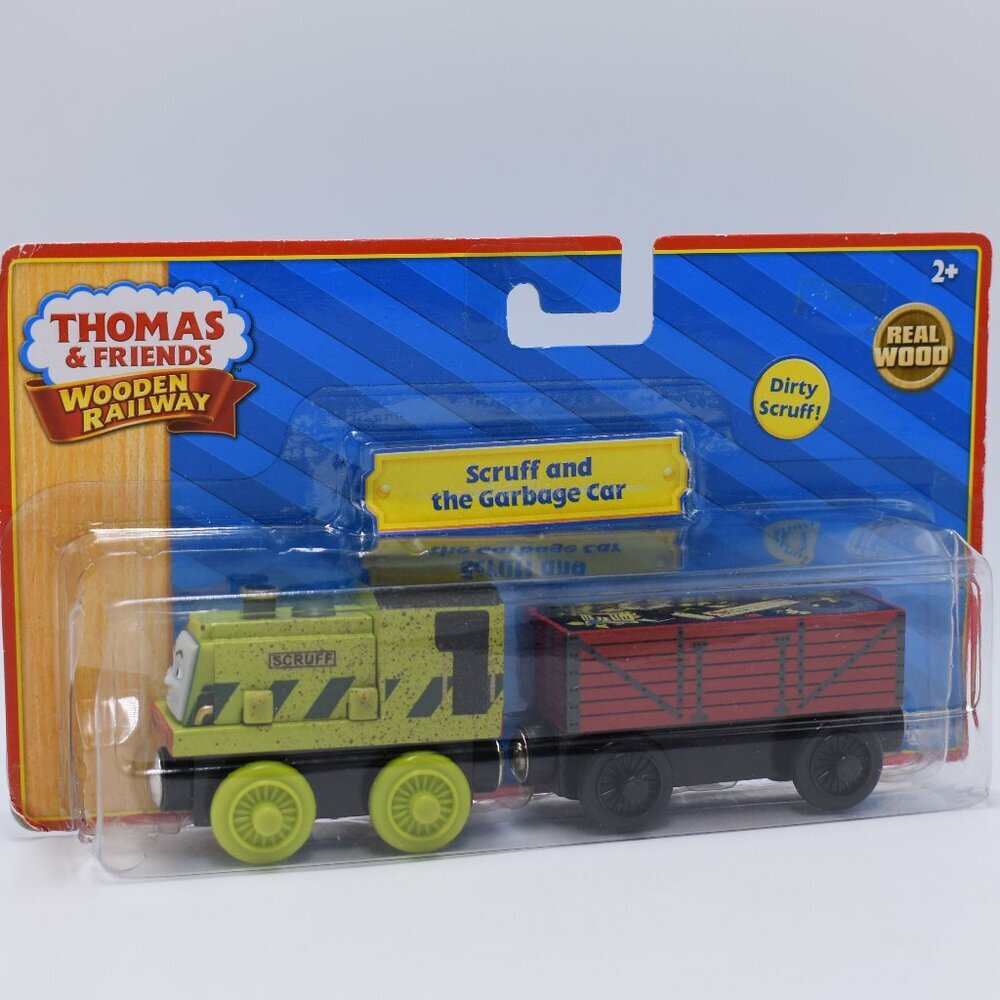 THOMAS
& FRIENDS
WOODEN
RAILWAY
2+
REAL
WOOD
Dirty
Scruff!
Scruff and
the Garbage Car
SCRUFF